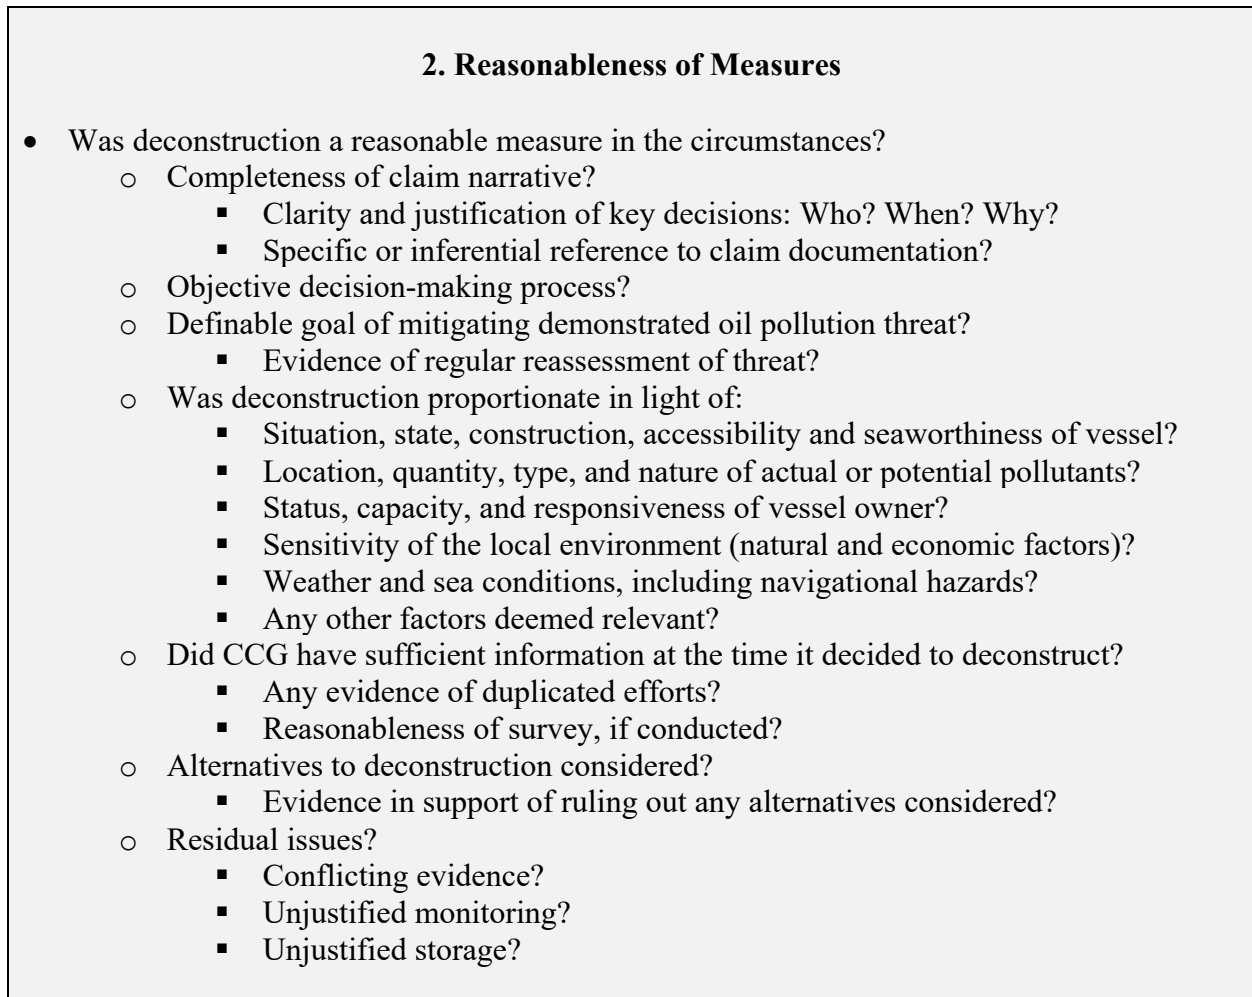 2. Reasonableness of Measures
• Was deconstruction a reasonable measure in the circumstances?
o Completeness of claim narrative?
▪ Clarity and justification of key decisions: Who? When? Why?
▪ Specific or inferential reference to claim documentation?
o Objective decision-making process?
o Definable goal of mitigating demonstrated oil pollution threat?
▪ Evidence of regular reassessment of threat?
o Was deconstruction proportionate in light of:
▪ Situation, state, construction, accessibility and seaworthiness of vessel?
▪ Location, quantity, type, and nature of actual or potential pollutants?
▪ Status, capacity, and responsiveness of vessel owner?
▪ Sensitivity of the local environment (natural and economic factors)?
▪ Weather and sea conditions, including navigational hazards?
▪ Any other factors deemed relevant?
o Did CCG have sufficient information at the time it decided to deconstruct?
▪ Any evidence of duplicated efforts?
▪ Reasonableness of survey, if conducted?
o Alternatives to deconstruction considered?
▪ Evidence in support of ruling out any alternatives considered?
o Residual issues?
▪ Conflicting evidence?
▪ Unjustified monitoring?
▪ Unjustified storage?